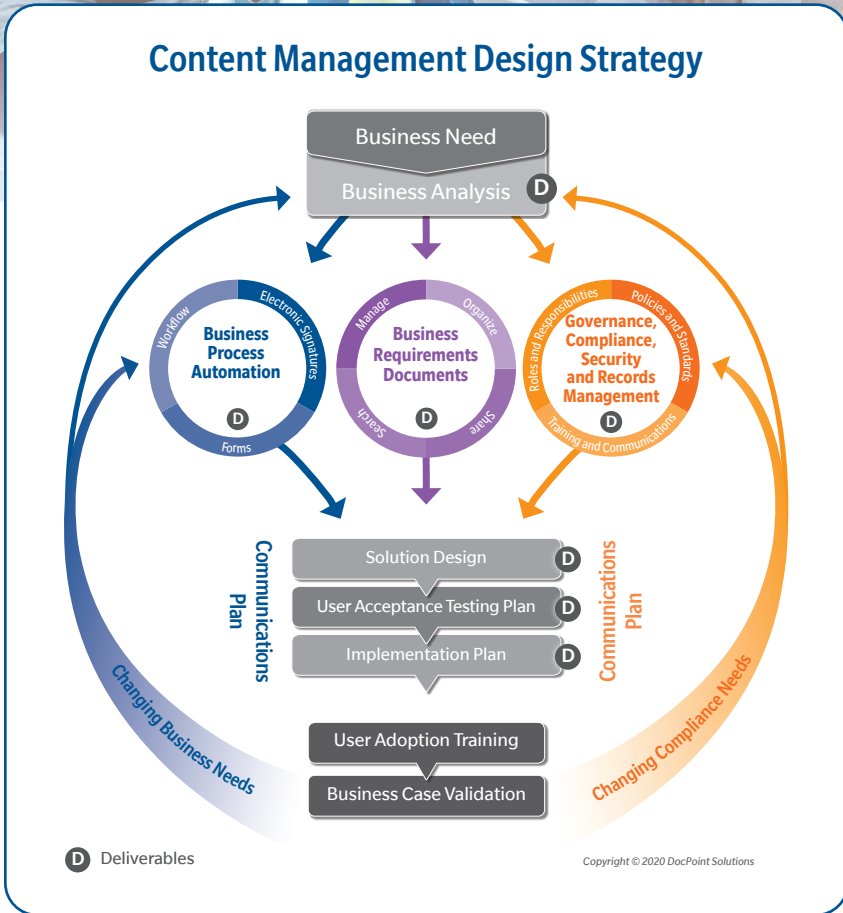 Content Management Design Strategy
Business Need
Business Analysis
D
Workflow
Electronic Signatures
Forms
Business
Process
Automation
D
Manage
Organize
Search
Share
Business
Requirements
Documents
D
Roles and Responsibilities
Policies and Standards
Training and Communications
Governance,
Compliance,
Security
and Records
Management
D
Communications
Plan
Solution Design
D
User Acceptance Testing Plan
D
Implementation Plan
D
Communications
Plan
Changing Business Needs
Changing Compliance Needs
User Adoption Training
Business Case Validation
D Deliverables
Copyright © 2020 DocPoint Solutions